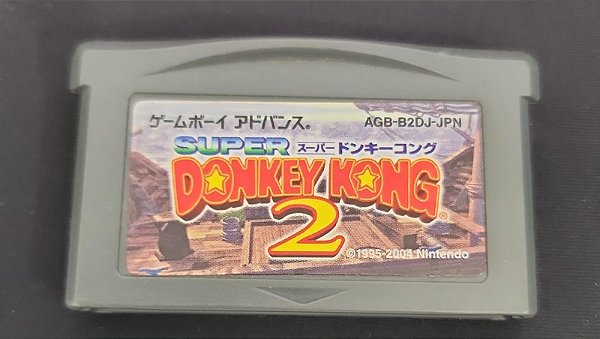 ゲームボーイ アドバンス® AGB-B2DJ-JPN
SUPER スーパードンキーコング
DONKEY KONG®
2
©1995-2004 Nintendo